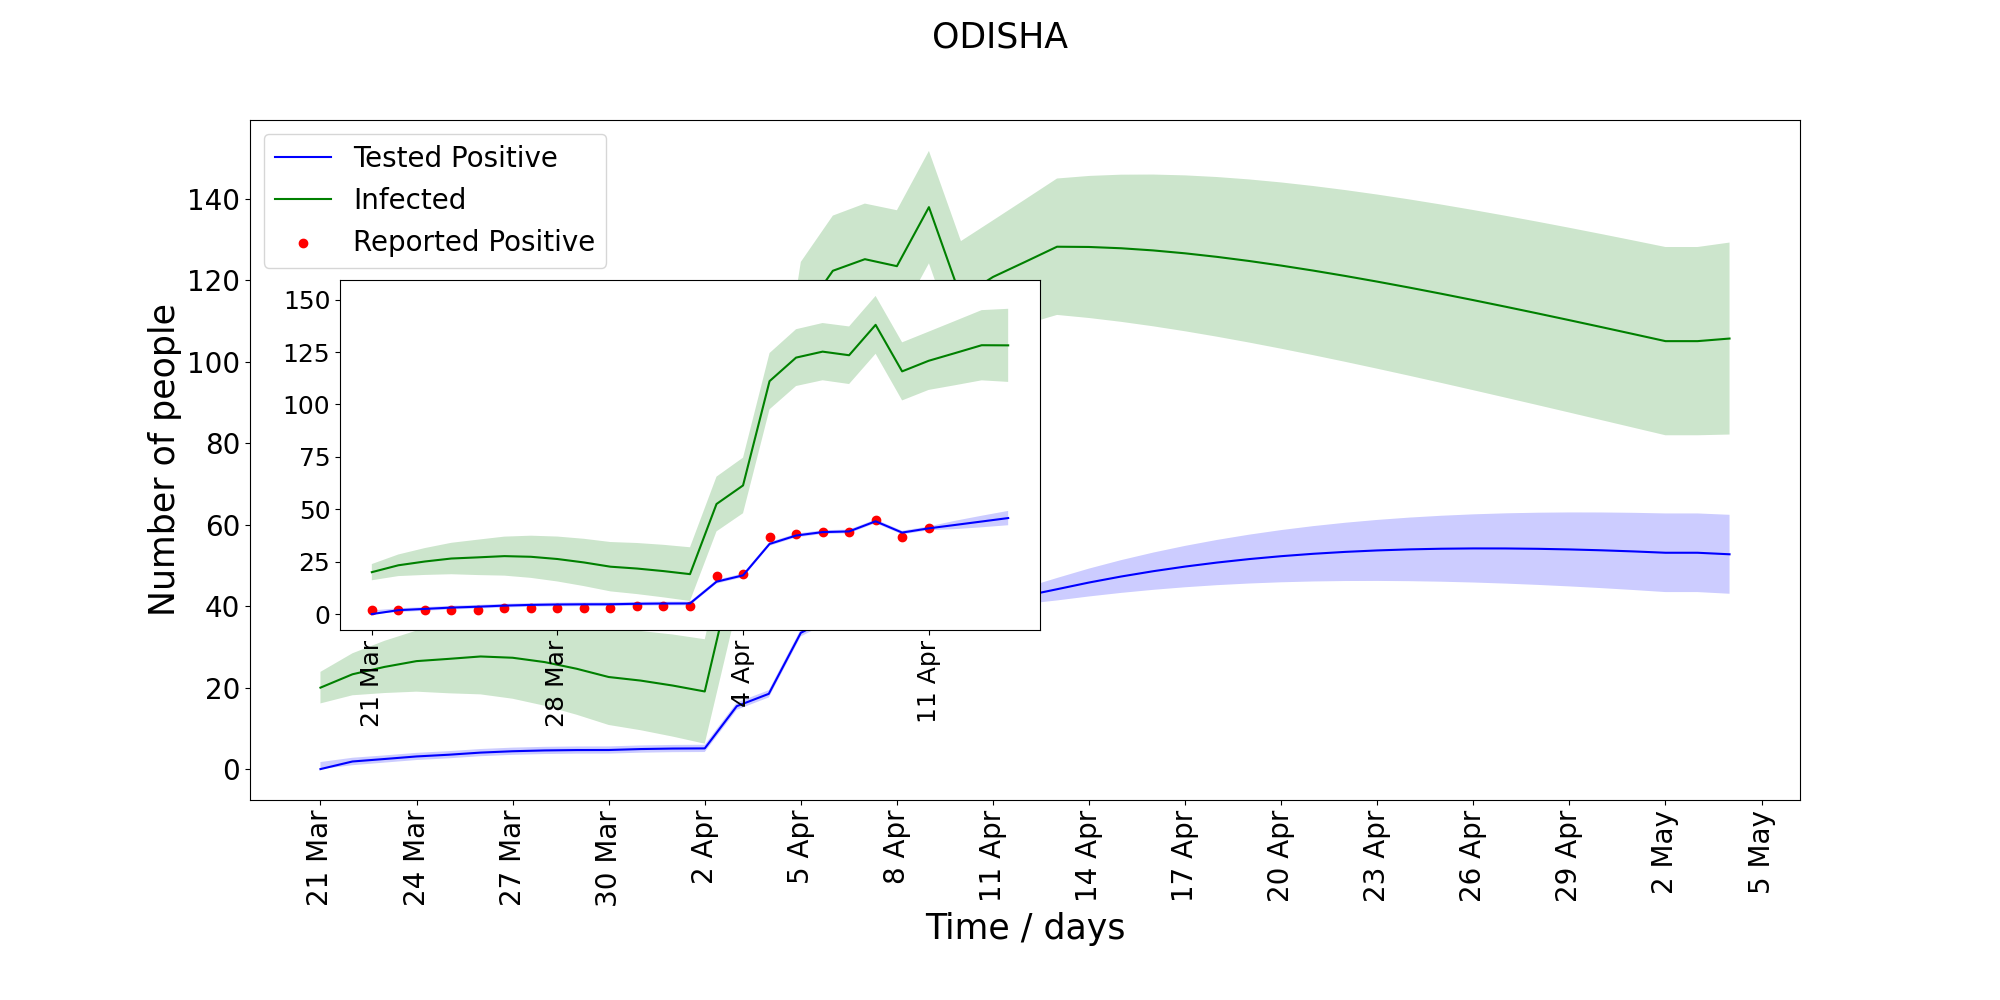 ODISHA
Tested Positive
Infected
Reported Positive
Number of people
140
120
100
80
60
40
20
0
150
125
100
75
50
25
0
21 Mar
28 Mar
4 Apr
11 Apr
21 Mar
24 Mar
27 Mar
30 Mar
2 Apr
5 Apr
8 Apr
11 Apr
14 Apr
17 Apr
20 Apr
23 Apr
26 Apr
29 Apr
2 May
5 May
Time / days